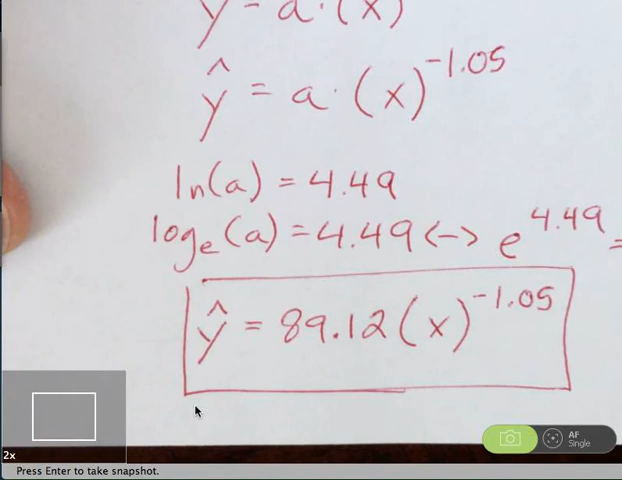 y = a·(x)
ŷ = a·(x)^-1.05
ln(a) = 4.49
log_e(a) = 4.49 <-> e^4.49 =
ŷ = 89.12(x)^-1.05
AF
Single
2x
Press Enter to take snapshot.